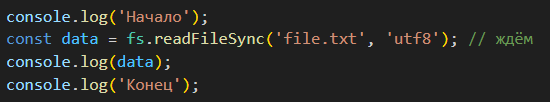 console.log('Начало');
const data = fs.readFileSync('file.txt', 'utf8'); // ждём
console.log(data);
console.log('Конец');